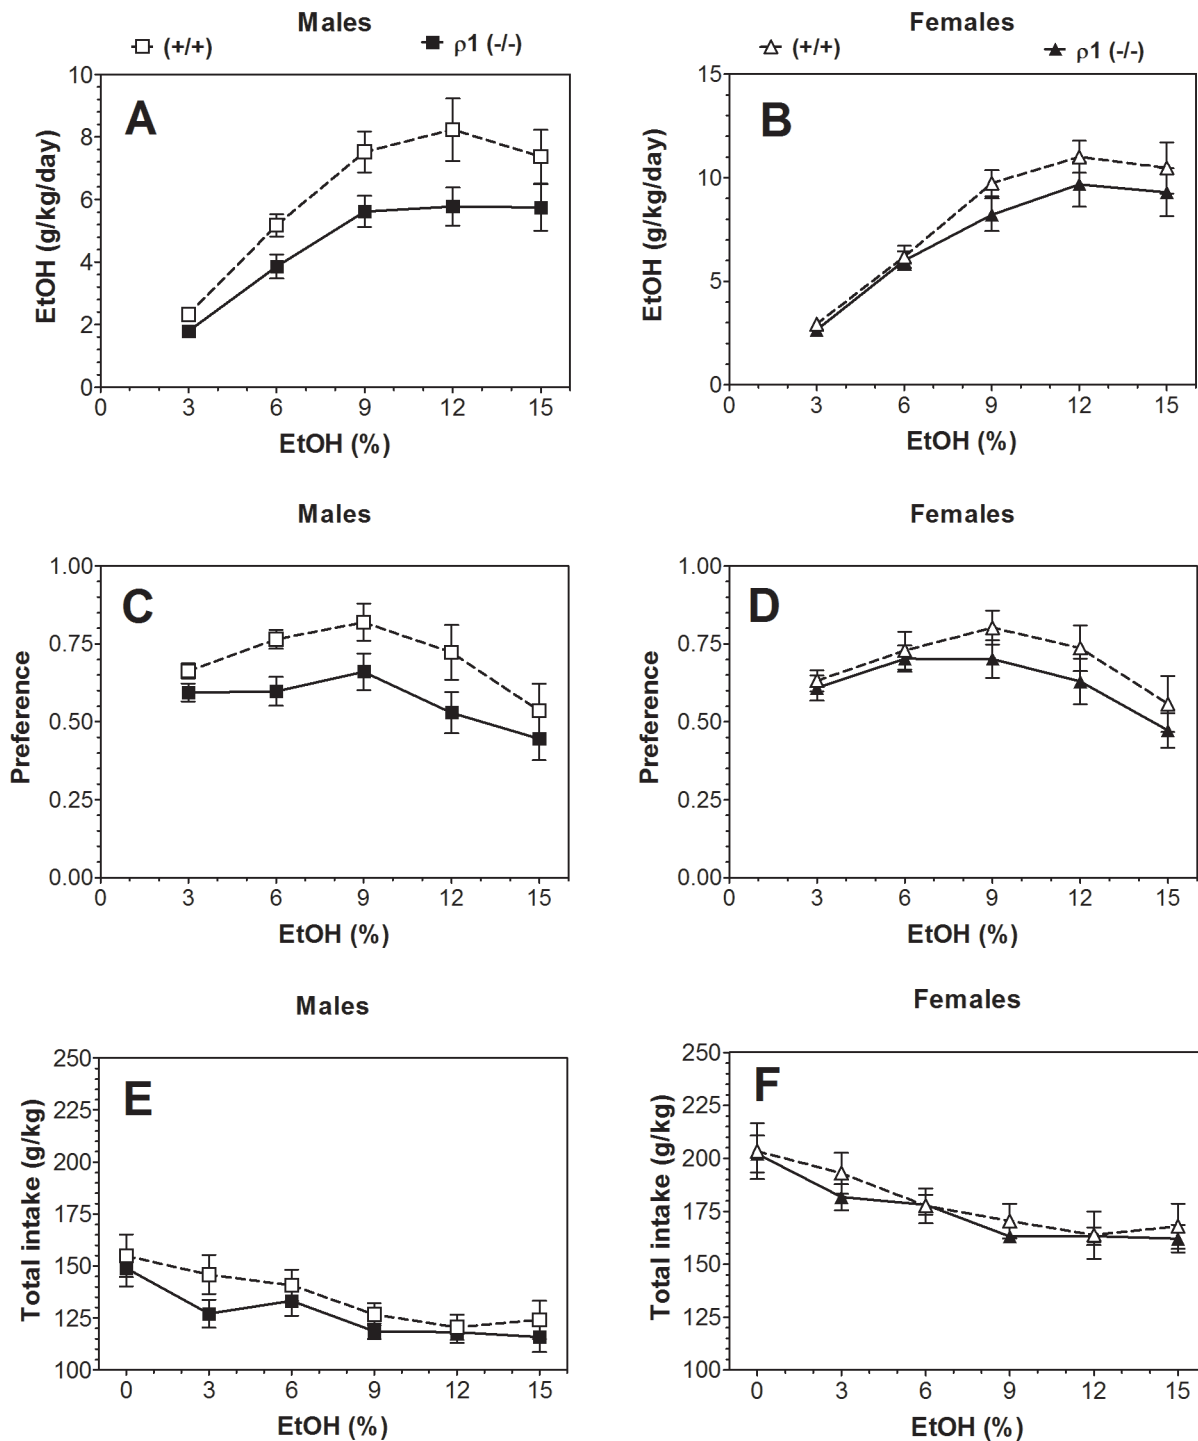 Males
(+/+) ρ1 (-/-)
A
EtOH (g/kg/day)
10
8
6
4
2
0
0 3 6 9 12 15
EtOH (%)
Females
(+/+) ρ1 (-/-)
B
EtOH (g/kg/day)
15
10
5
0
0 3 6 9 12 15
EtOH (%)
Males
C
Preference
1.00
0.75
0.50
0.25
0.00
0 3 6 9 12 15
EtOH (%)
Females
D
Preference
1.00
0.75
0.50
0.25
0.00
0 3 6 9 12 15
EtOH (%)
Males
E
Total intake (g/kg)
250
225
200
175
150
125
100
0 3 6 9 12 15
EtOH (%)
Females
F
Total intake (g/kg)
250
225
200
175
150
125
100
0 3 6 9 12 15
EtOH (%)